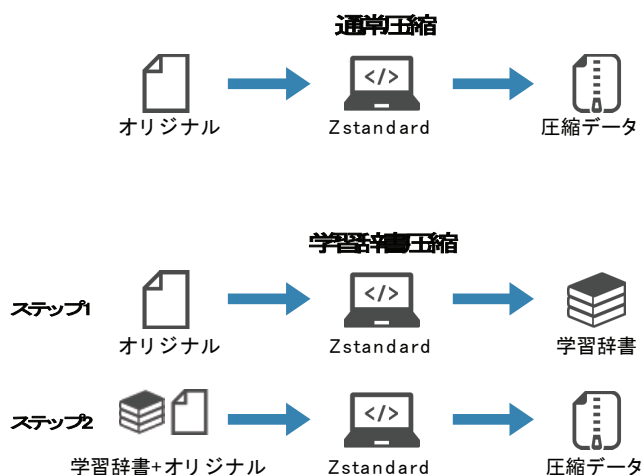 通常圧縮
</>
オリジナル Zstandard 圧縮データ
学習辞書圧縮
ステップ1 </>
オリジナル Zstandard 学習辞書
ステップ2 </>
学習辞書+オリジナル Zstandard 圧縮データ